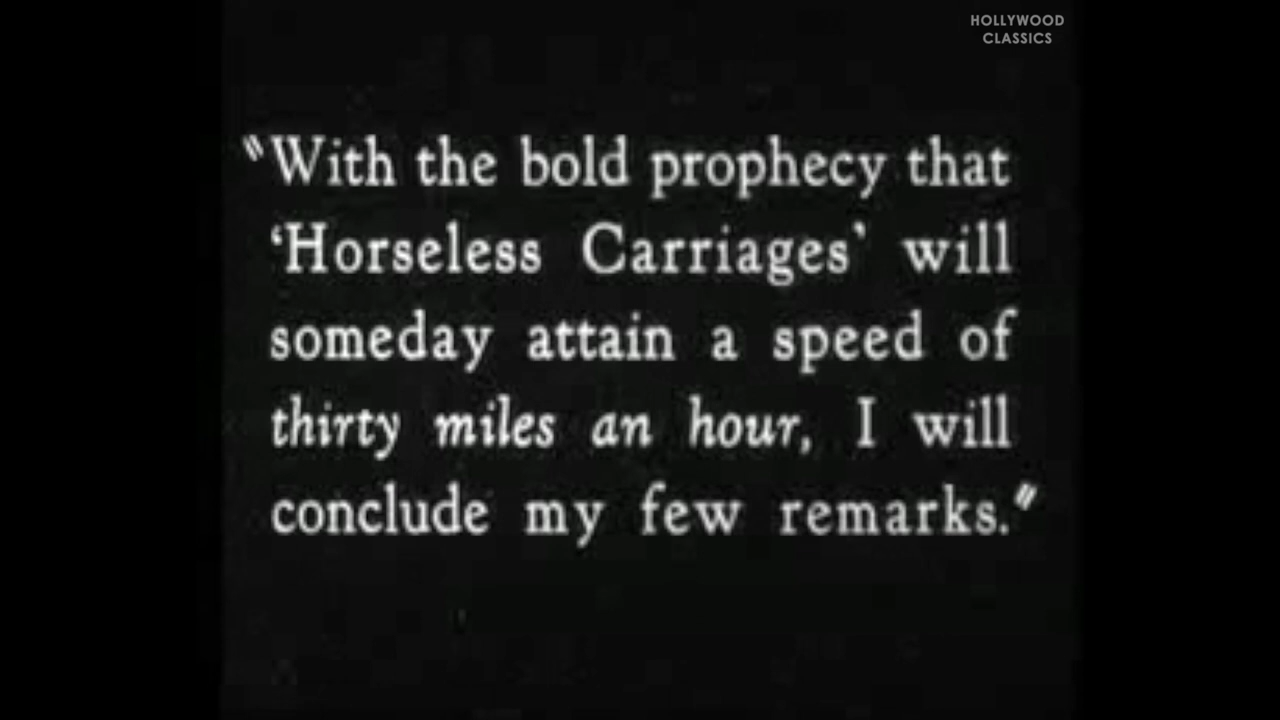 HOLLYWOOD
CLASSICS
"With the bold prophecy that
'Horseless Carriages' will
someday attain a speed of
thirty miles an hour, I will
conclude my few remarks."